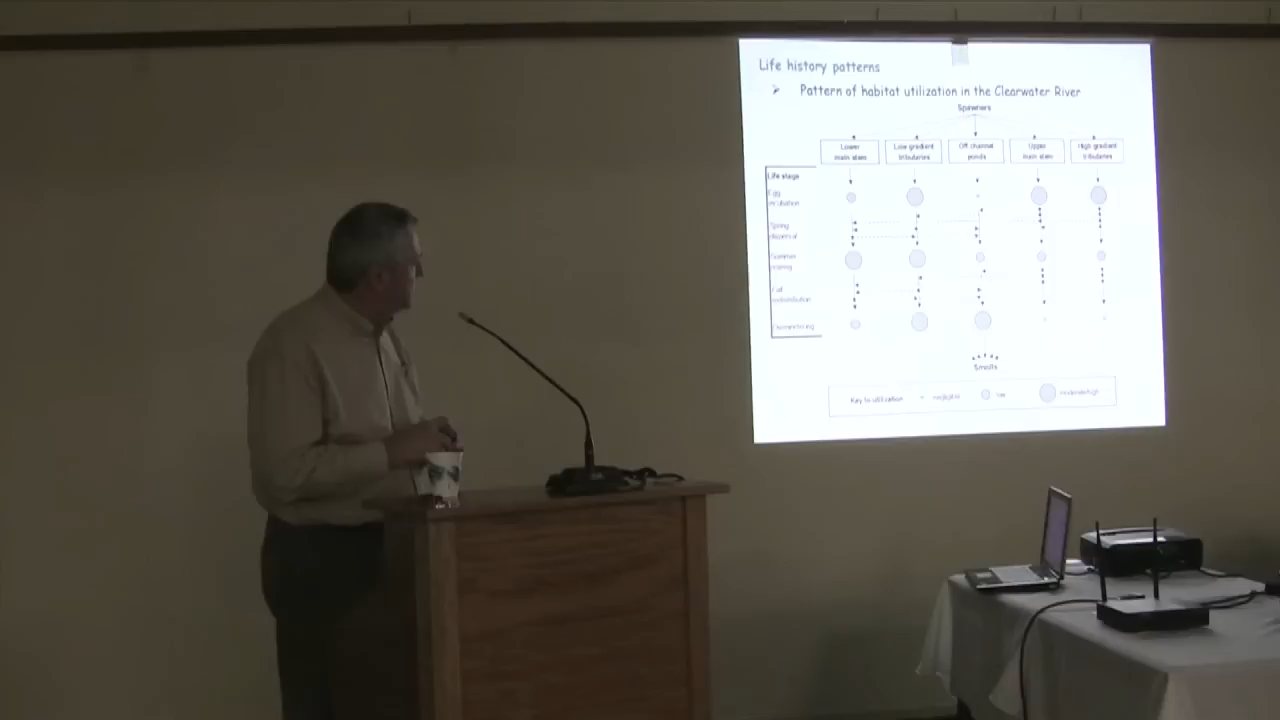 Life history patterns
➢ Pattern of habitat utilization in the Clearwater River
Spawners
Lower
main stem
Low gradient
tributaries
Off channel
ponds
Upper
main stem
High gradient
tributaries
Life stage
Egg
incubation
Spring
dispersal
Summer
rearing
Fall
redistribution
Overwintering
Smolts
Key to utilization
negligible
low
moderate/high